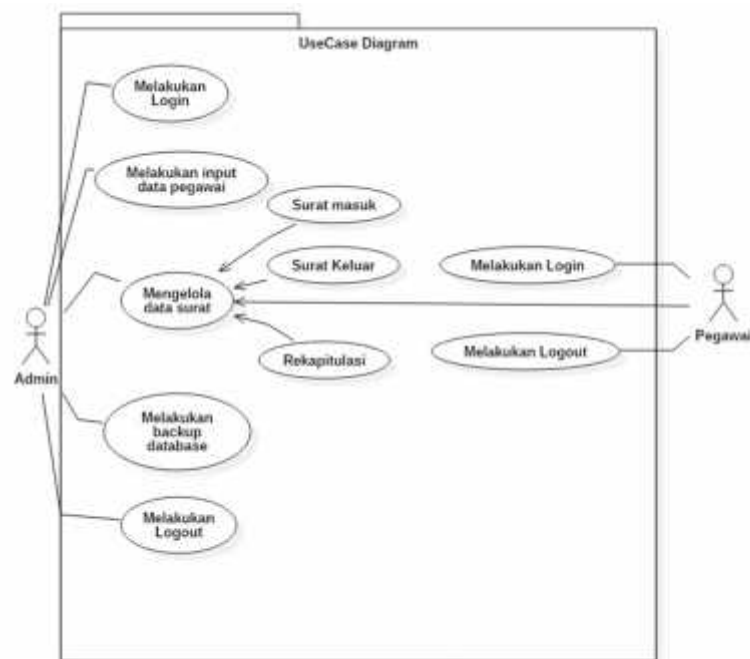 UseCase Diagram
Melakukan
Login
Melakukan input
data pegawai
Surat masuk
Surat Keluar
Melakukan Login
Mengelola
data surat
Pegawai
Rekapitulasi
Melakukan Logout
Admin
Melakukan
backup
database
Melakukan
Logout